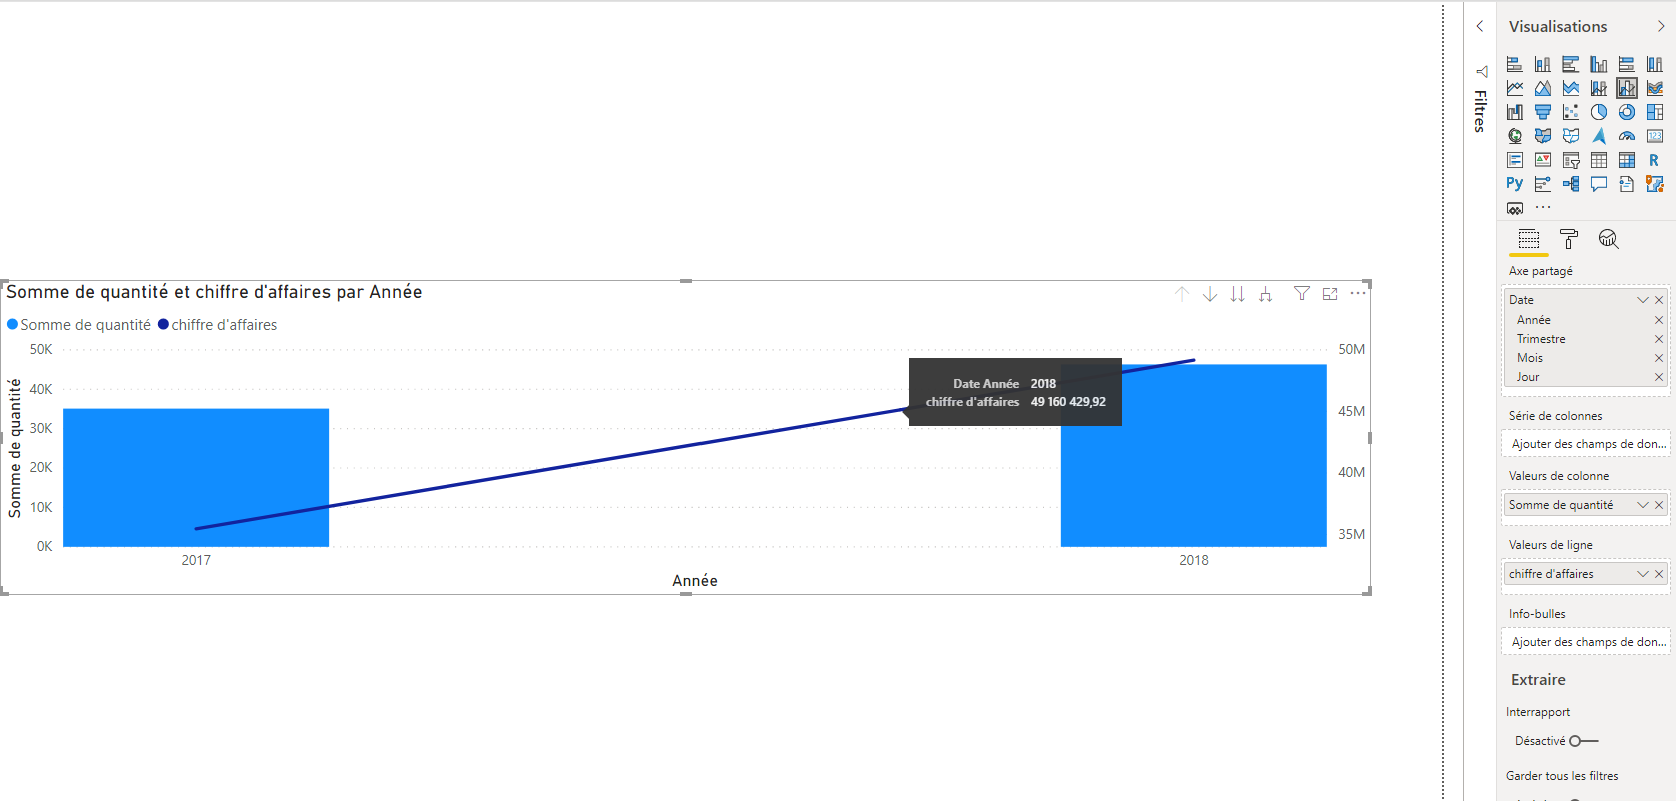 Somme de quantité et chiffre d'affaires par Année
Somme de quantité chiffre d'affaires
Somme de quantité
50K
40K
30K
20K
10K
0K
50M
45M
40M
35M
Date Année 2018
chiffre d'affaires 49 160 429,92
2017 2018
Année
Filtres
Visualisations
R
Py
123
...
Axe partagé
Date
Année
Trimestre
Mois
Jour
Série de colonnes
Ajouter des champs de don...
Valeurs de colonne
Somme de quantité
Valeurs de ligne
chiffre d'affaires
Info-bulles
Ajouter des champs de don...
Extraire
Interrapport
Désactivé
Garder tous les filtres